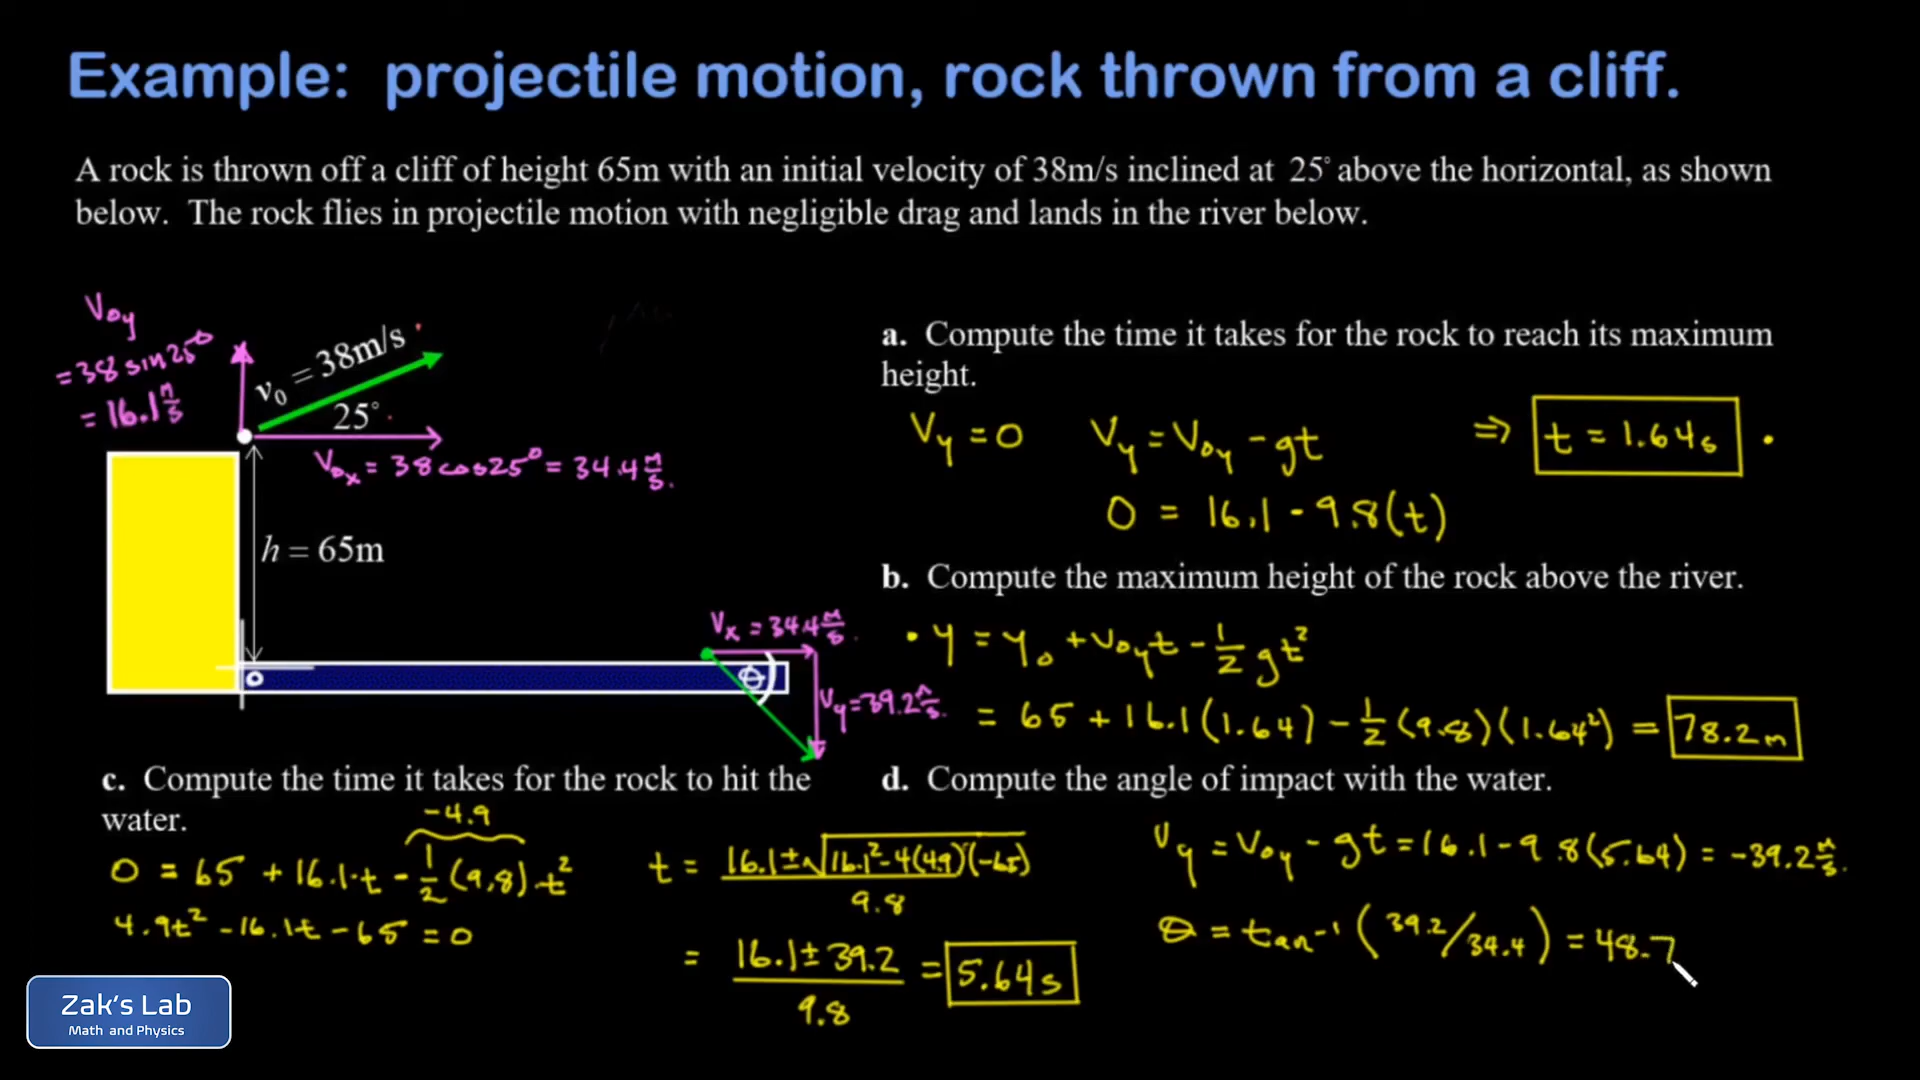 Example: projectile motion, rock thrown from a cliff.
A rock is thrown off a cliff of height 65m with an initial velocity of 38m/s inclined at 25° above the horizontal, as shown
below. The rock flies in projectile motion with negligible drag and lands in the river below.
V₀y
= 38 sin25°
= 16.1 m/s
v₀ = 38m/s
25°
V₀x = 38cos25° = 34.4 m/s.
h = 65m
0
Vx = 34.4 m/s.
θ
Vy = 39.2 m/s.
a. Compute the time it takes for the rock to reach its maximum
height.
Vy = 0 Vy = V₀y - gt ⇒ t = 1.64s
0 = 16.1 - 9.8(t)
b. Compute the maximum height of the rock above the river.
y = y₀ + v₀yt - 1/2 gt²
= 65 + 16.1(1.64) - 1/2 (9.8)(1.64²) = 78.2m
c. Compute the time it takes for the rock to hit the
water.
-4.9
0 = 65 + 16.1·t - 1/2 (9.8)·t²
4.9t² - 16.1t - 65 = 0
t = 16.1 ± √16.1² - 4(4.9)(-65) / 9.8
= 16.1 ± 39.2 / 9.8 = 5.64s
d. Compute the angle of impact with the water.
Vy = V₀y - gt = 16.1 - 9.8(5.64) = -39.2 m/s.
θ = tan⁻¹(39.2/34.4) = 48.7
Zak's Lab
Math and Physics